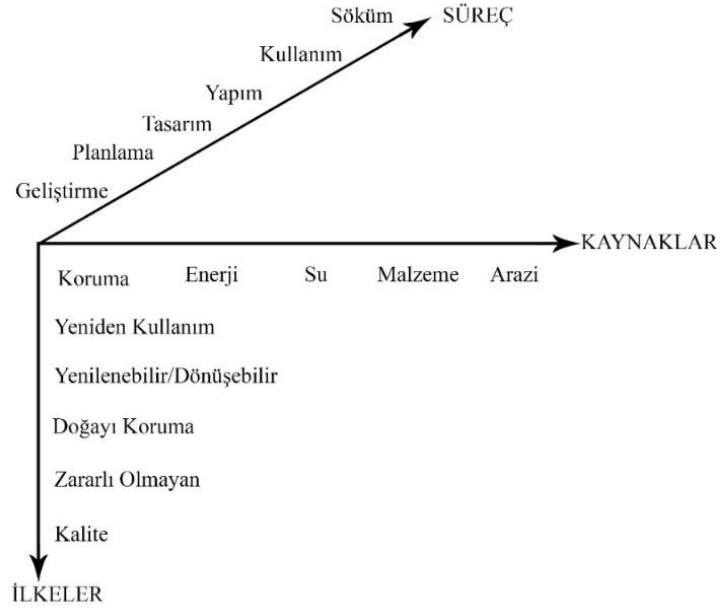 Söküm
SÜREÇ
Kullanım
Yapım
Tasarım
Planlama
Geliştirme
KAYNAKLAR
Koruma Enerji Su Malzeme Arazi
Yeniden Kullanım
Yenilenebilir/Dönüşebilir
Doğayı Koruma
Zararlı Olmayan
Kalite
İLKELER